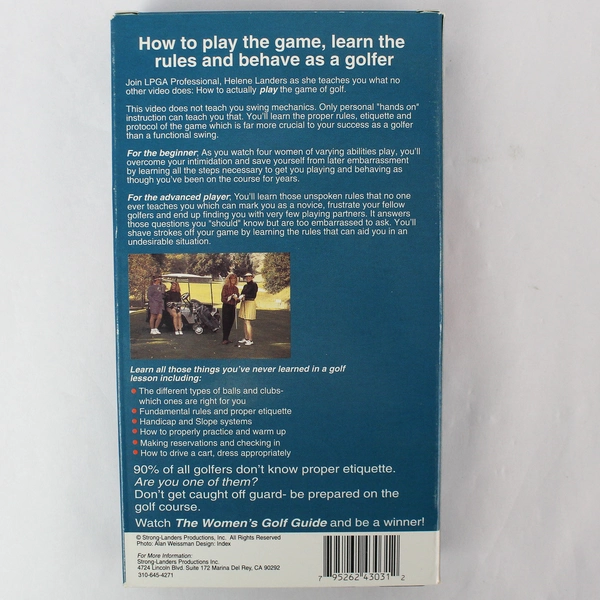 How to play the game, learn the
rules and behave as a golfer
Join LPGA Professional, Helene Landers as she teaches you what no
other video does: How to actually play the game of golf.
This video does not teach you swing mechanics. Only personal "hands on"
instruction can teach you that. You'll learn the proper rules, etiquette and
protocol of the game which is far more crucial to your success as a golfer
than a functional swing.
For the beginner; As you watch four women of varying abilities play, you'll
overcome your intimidation and save yourself from later embarrassment
by learning all the steps necessary to get you playing and behaving as
though you've been on the course for years.
For the advanced player; You'll learn those unspoken rules that no one
ever teaches you which can mark you as a novice, frustrate your fellow
golfers and end up finding you with very few playing partners. It answers
those questions you "should" know but are too embarrassed to ask. You'll
shave strokes off your game by learning the rules that can aid you in an
undesirable situation.
Learn all those things you've never learned in a golf
lesson including:
• The different types of balls and clubs-
which ones are right for you
• Fundamental rules and proper etiquette
• Handicap and Slope systems
• How to properly practice and warm up
• Making reservations and checking in
• How to drive a cart, dress appropriately
90% of all golfers don't know proper etiquette.
Are you one of them?
Don't get caught off guard- be prepared on the
golf course.
Watch The Women's Golf Guide and be a winner!
© Strong-Landers Productions, Inc. All Rights Reserved
Photo: Alan Weissman Design: Index
For More Information:
Strong-Landers Productions, Inc.
4724 Lincoln Blvd. Suite 172 Marina Del Rey, CA 90292
310-645-4271
7 95262 43031 2